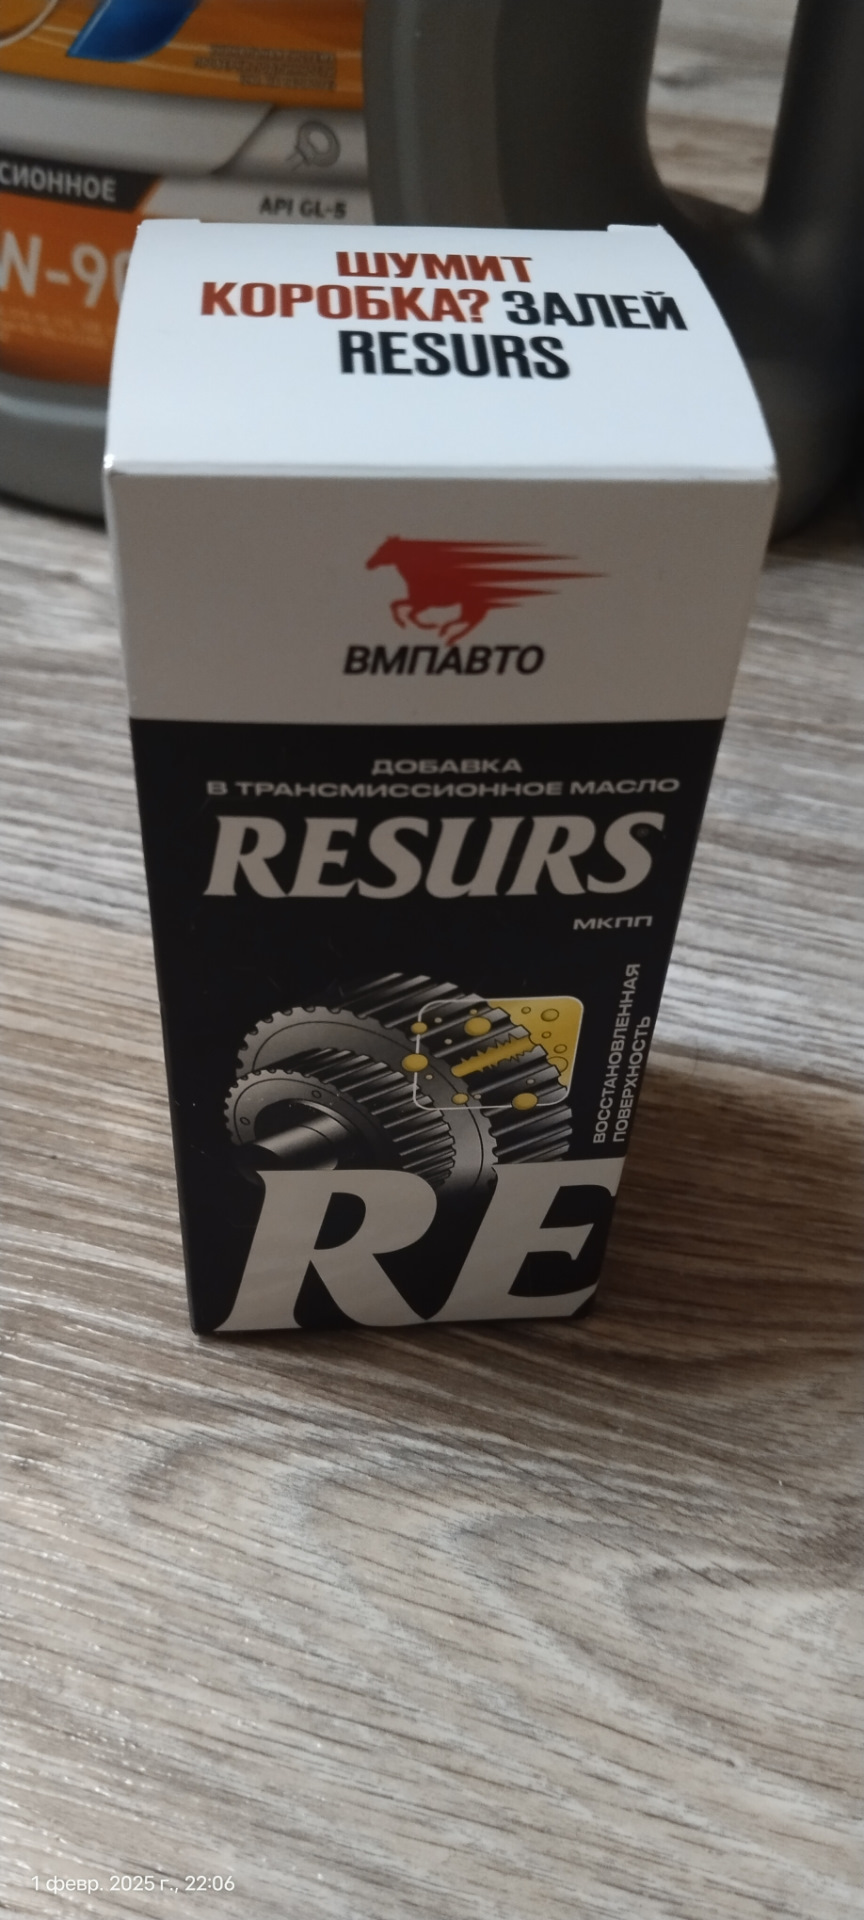 СИОННОЕ
API GL-5
W-90
ШУМИТ
КОРОБКА? ЗАЛЕЙ
RESURS
ВМПАВТО
ДОБАВКА
В ТРАНСМИССИОННОЕ МАСЛО
RESURS®
МКПП
ВОССТАНОВЛЕННАЯ
ПОВЕРХНОСТЬ
RE
1 февр. 2025 г., 22:06